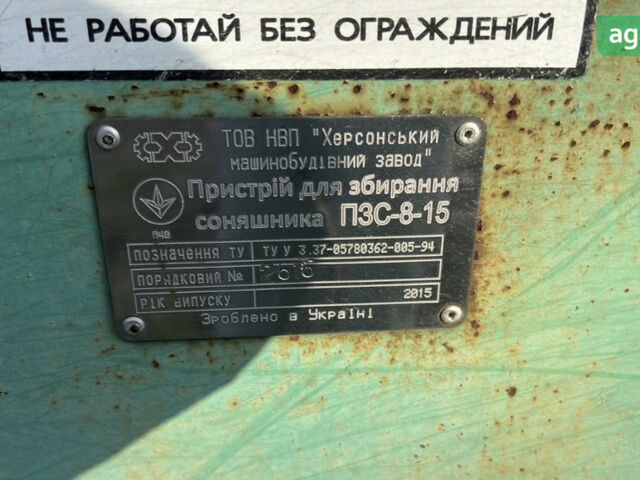 НЕ РАБОТАЙ БЕЗ ОГРАЖДЕНИЙ
ag
ТОВ НВП "Херсонський
машинобудівний завод"
Пристрій для збирання
соняшника ПЗС-8-15
позначення ТУ ТУ У 3.37-05780362-005-94
порядковий №
рік випуску 2015
Зроблено в Україні